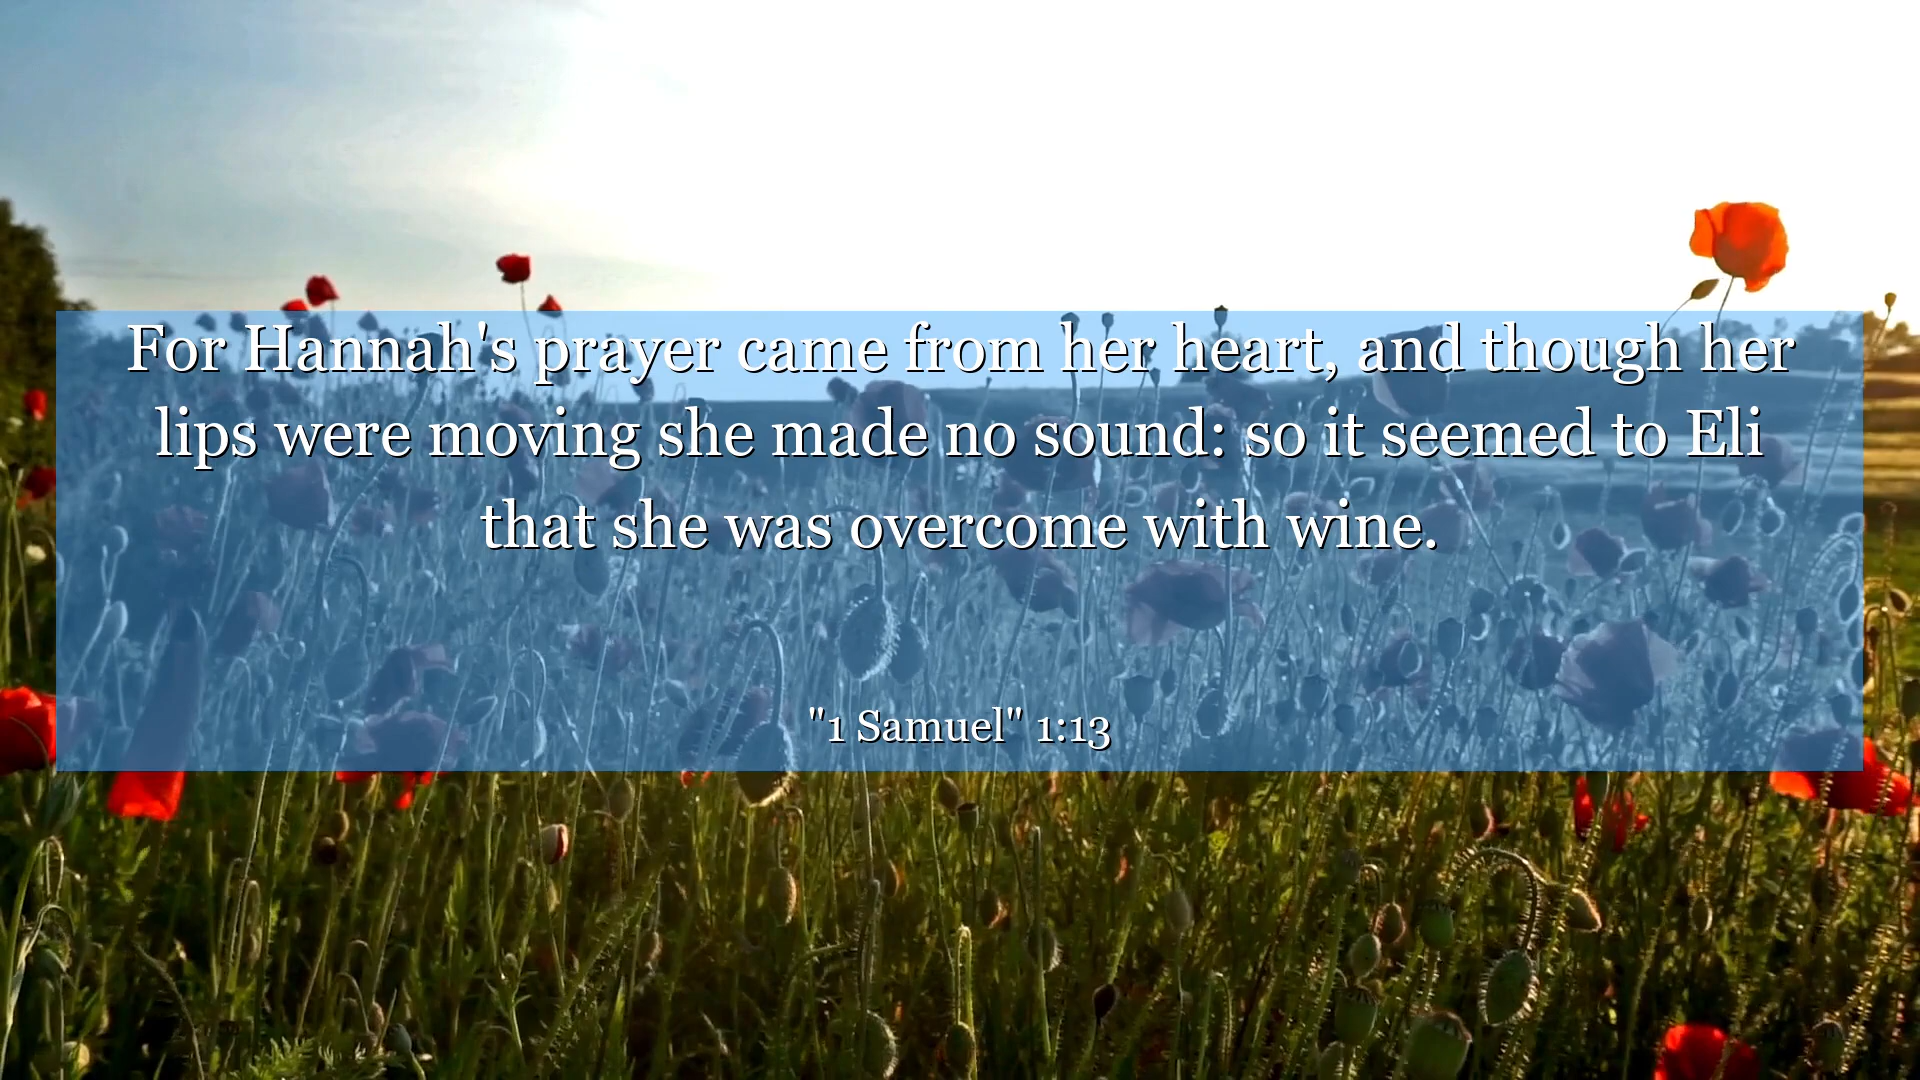 For Hannah's prayer came from her heart, and though her
lips were moving she made no sound: so it seemed to Eli
that she was overcome with wine.
"1 Samuel" 1:13